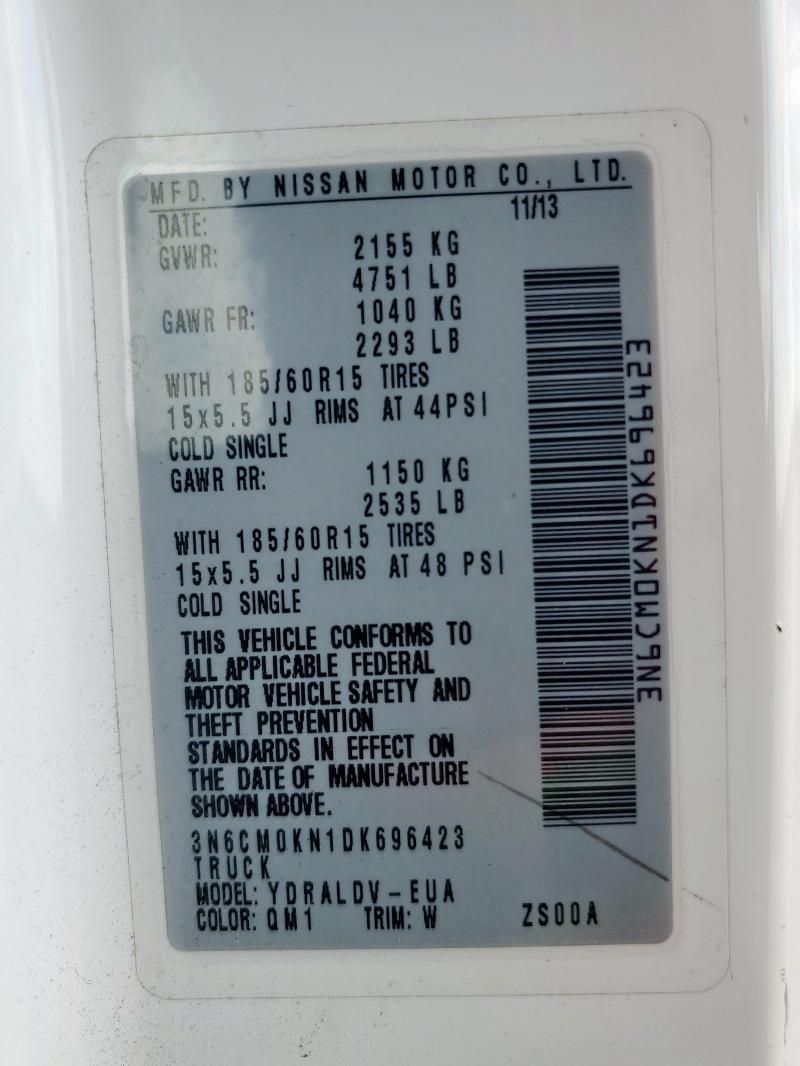 MFD. BY NISSAN MOTOR CO., LTD.
DATE: 11/13
GVWR: 2155 KG
4751 LB
GAWR FR: 1040 KG
2293 LB
WITH 185/60R15 TIRES
15x5.5 JJ RIMS AT 44PSI
COLD SINGLE
GAWR RR: 1150 KG
2535 LB
WITH 185/60R15 TIRES
15x5.5 JJ RIMS AT 48 PSI
COLD SINGLE
THIS VEHICLE CONFORMS TO
ALL APPLICABLE FEDERAL
MOTOR VEHICLE SAFETY AND
THEFT PREVENTION
STANDARDS IN EFFECT ON
THE DATE OF MANUFACTURE
SHOWN ABOVE.
3N6CM0KN1DK696423
TRUCK
MODEL: YDRALDV-EUA
COLOR: QM1 TRIM: W ZS00A
3N6CM0KN1DK696423